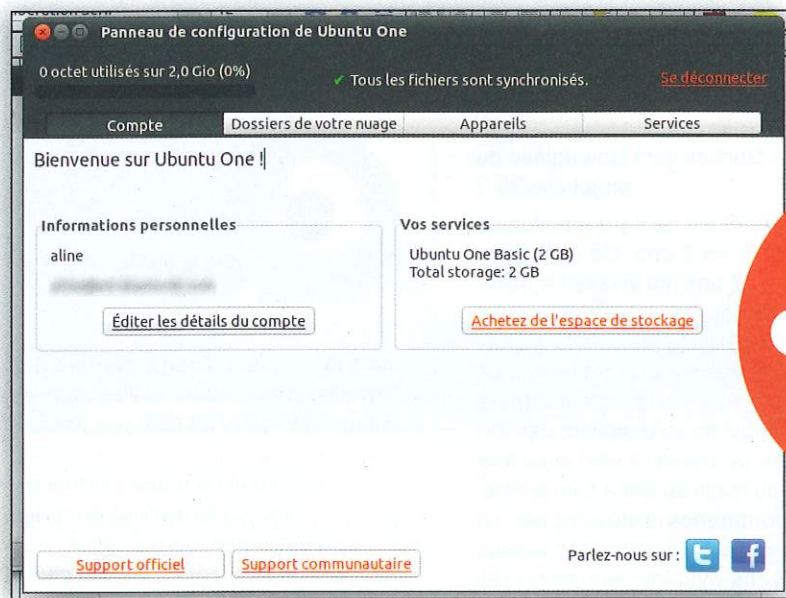 Panneau de configuration de Ubuntu One
0 octet utilisés sur 2,0 Gio (0%)
✔ Tous les fichiers sont synchronisés.
Se déconnecter
Compte
Dossiers de votre nuage
Appareils
Services
Bienvenue sur Ubuntu One !
Informations personnelles
aline
Éditer les détails du compte
Vos services
Ubuntu One Basic (2 GB)
Total storage: 2 GB
Achetez de l'espace de stockage
Support officiel
Support communautaire
Parlez-nous sur :